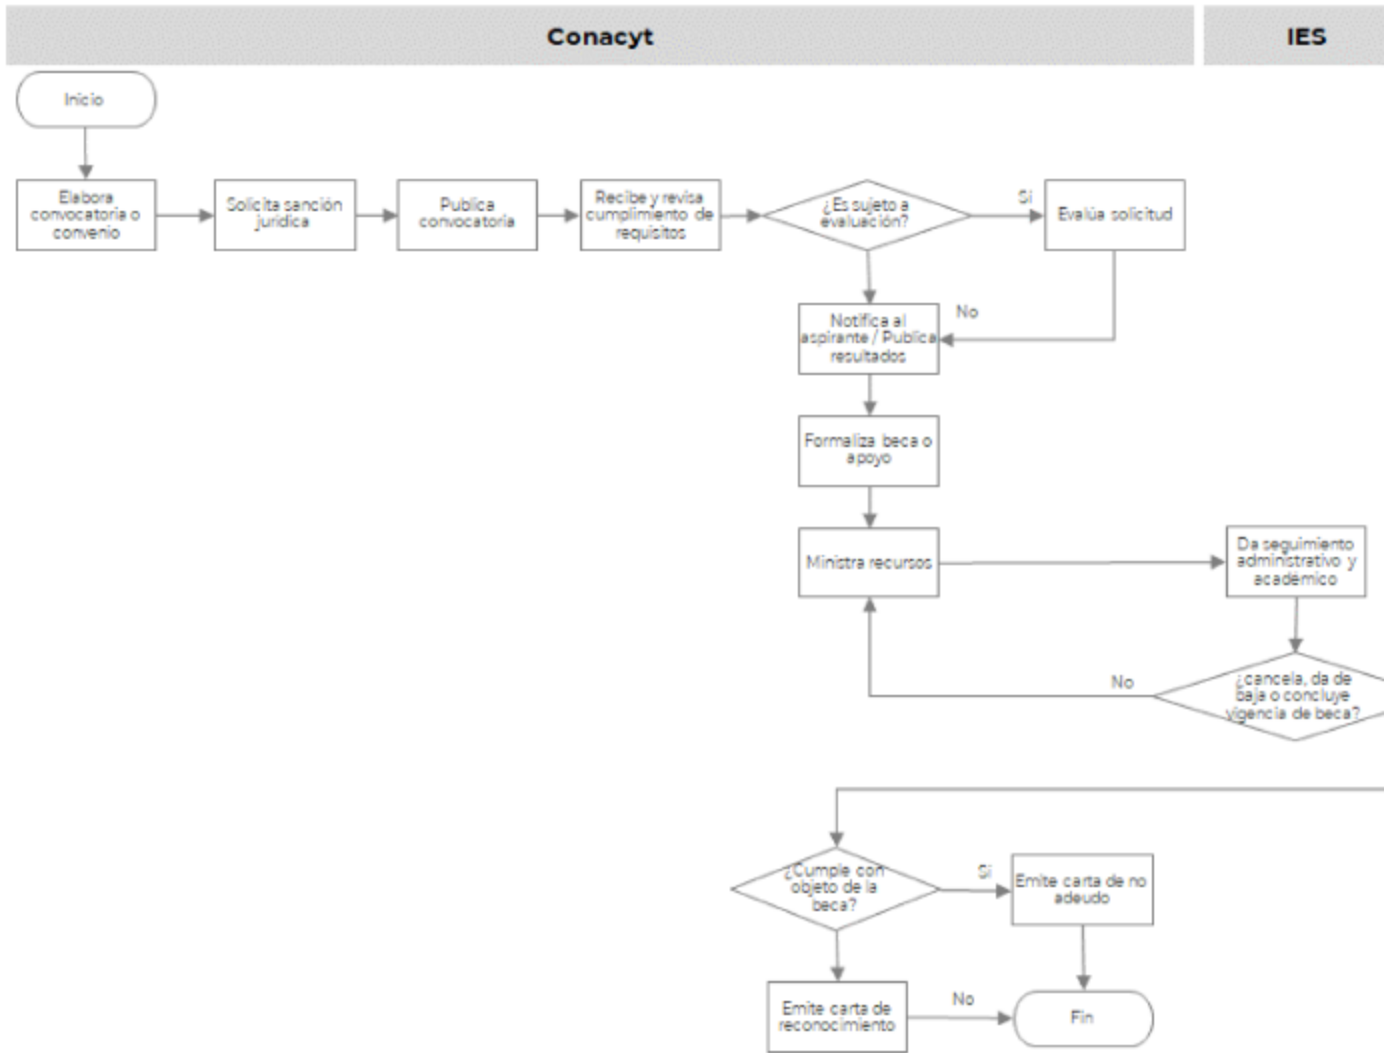 Conacyt
IES
Inicio
Elabora
convocatoria o
convenio
Solicita sanción
jurídica
Publica
convocatoria
Recibe y revisa
cumplimiento de
requisitos
¿Es sujeto a
evaluación?
Si
Evalúa solicitud
No
Notifica al
aspirante / Publica
resultados
Formaliza beca o
apoyo
Ministra recursos
Da seguimiento
administrativo y
académico
No
¿cancela, da de
baja o concluye
vigencia de beca?
¿Cumple con
objeto de la
beca?
Si
Emite carta de no
adeudo
Emite carta de
reconocimiento
No
Fin